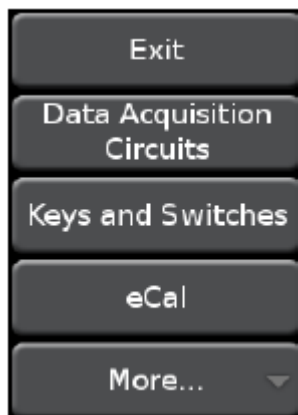 Exit
Data Acquisition
Circuits
Keys and Switches
eCal
More...